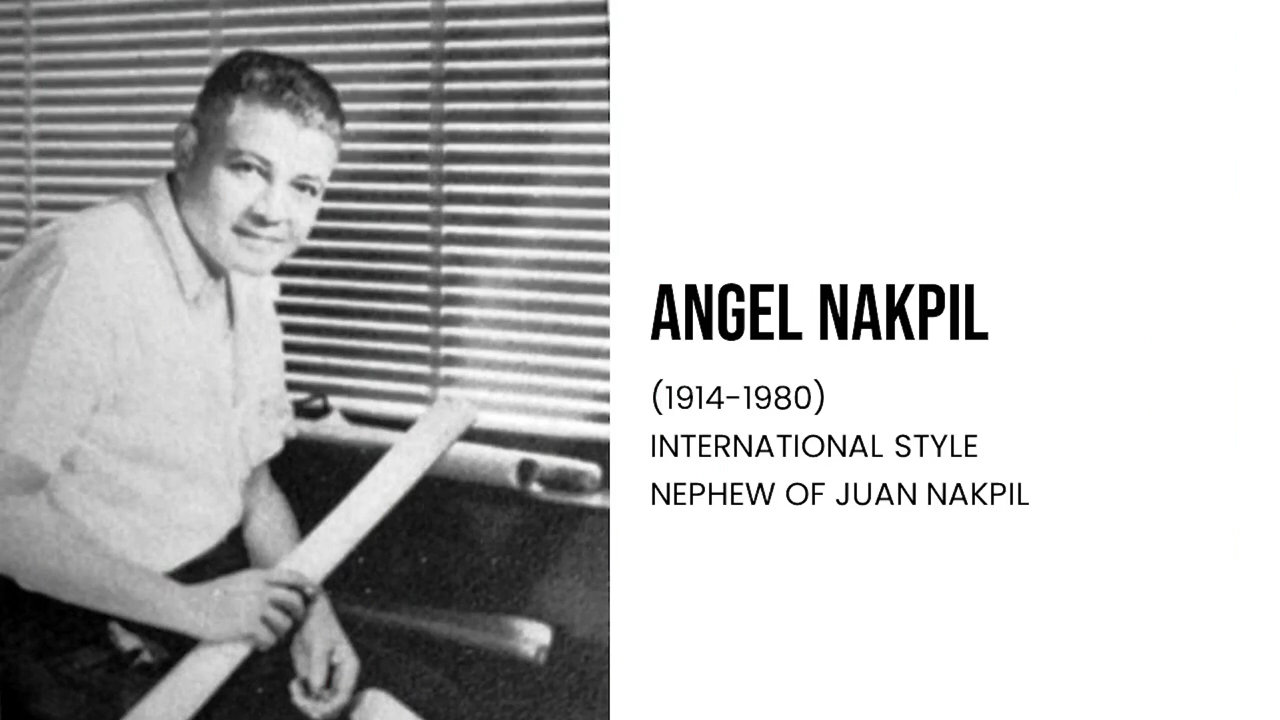 ANGEL NAKPIL
(1914-1980)
INTERNATIONAL STYLE
NEPHEW OF JUAN NAKPIL